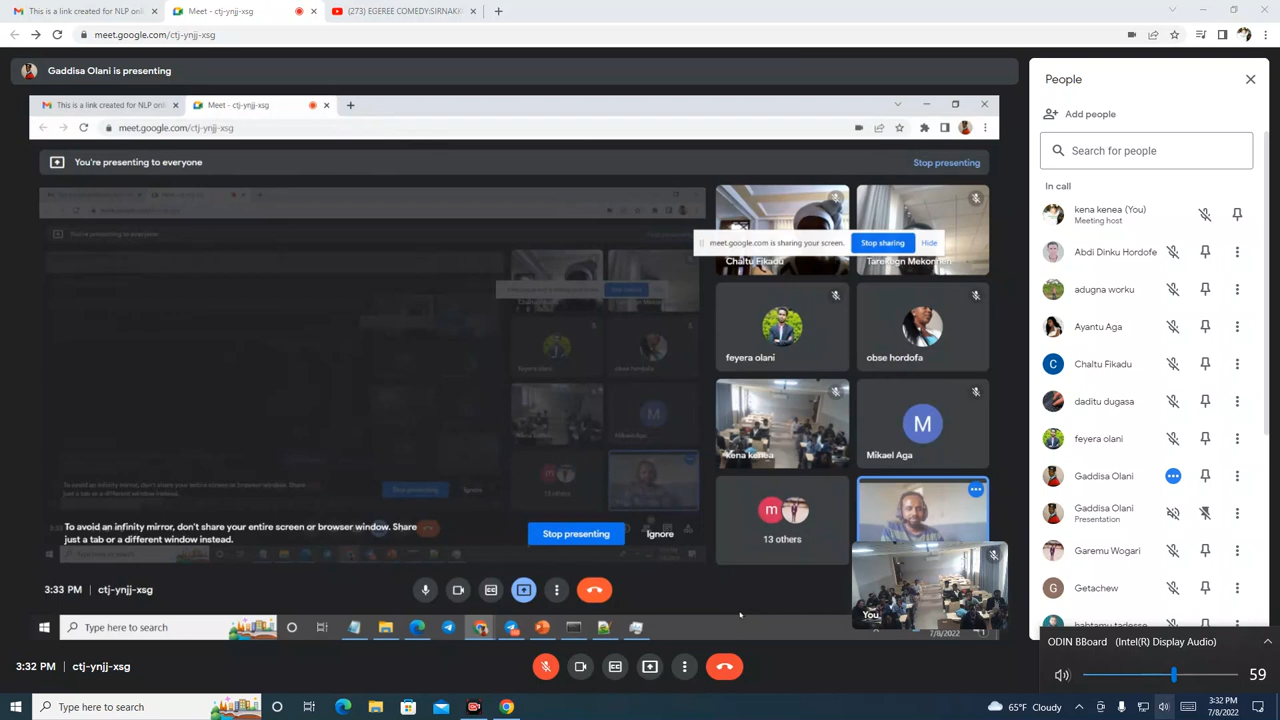 This is a link created for NLP onl
Meet - ctj-ynjj-xsg
(273) EGEREE COMEDY:SIRNAKK
meet.google.com/ctj-ynjj-xsg
Gaddisa Olani is presenting
This is a link created for NLP onl
Meet - ctj-ynjj-xsg
meet.google.com/ctj-ynjj-xsg
You're presenting to everyone
Stop presenting
meet.google.com is sharing your screen.
Stop sharing
Hide
Chaltu Fikadu
Tarekegn Mekonnen
feyera olani
obse hordofa
kena kenea
Mikael Aga
M
m
13 others
To avoid an infinity mirror, don't share your entire screen or browser window. Share
just a tab or a different window instead.
Stop presenting
Ignore
You
3:33 PM
ctj-ynjj-xsg
Type here to search
7/8/2022
3:32 PM
ctj-ynjj-xsg
People
Add people
Search for people
In call
kena kenea (You)
Meeting host
Abdi Dinku Hordofe
adugna worku
Ayantu Aga
C
Chaltu Fikadu
daditu dugasa
feyera olani
Gaddisa Olani
Gaddisa Olani
Presentation
Garemu Wogari
G
Getachew
habtamu tadesse
ODIN BBoard (Intel(R) Display Audio)
59
Type here to search
65°F Cloudy
3:32 PM
7/8/2022